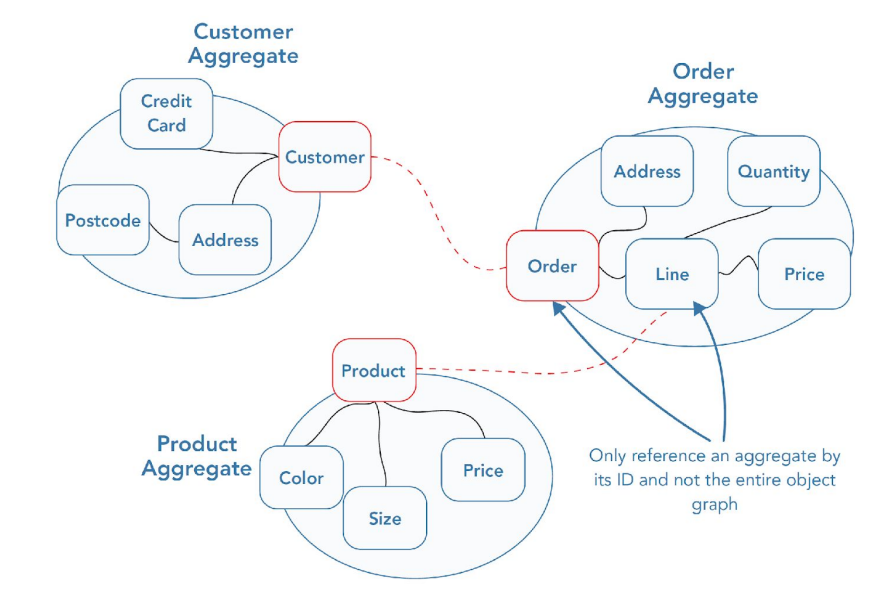 Customer
Aggregate
Credit
Card
Customer
Postcode
Address
Order
Aggregate
Address
Quantity
Order
Line
Price
Product
Product
Aggregate
Color
Size
Price
Only reference an aggregate by
its ID and not the entire object
graph